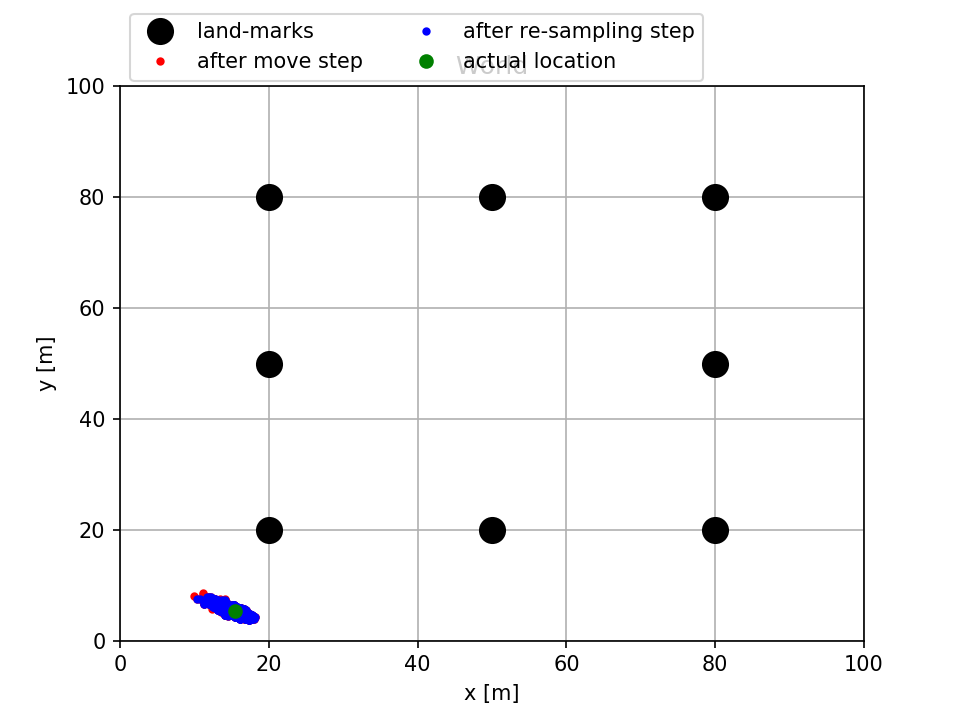 land-marks
after move step
after re-sampling step
actual location
World
100
80
60
40
20
0
y [m]
0 20 40 60 80 100
x [m]